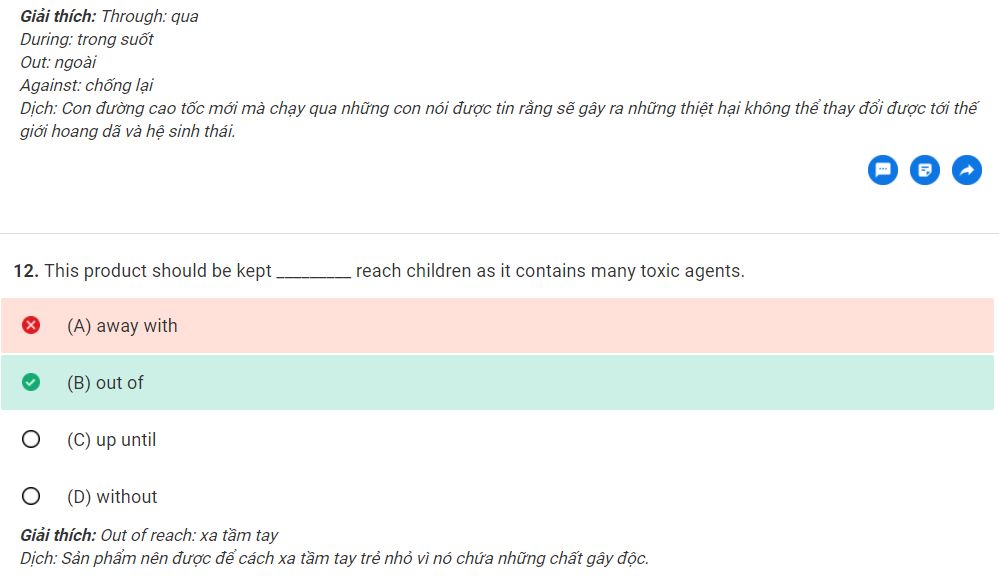 Giải thích: Through: qua
During: trong suốt
Out: ngoài
Against: chống lại
Dịch: Con đường cao tốc mới mà chạy qua những con nói được tin rằng sẽ gây ra những thiệt hại không thể thay đổi được tới thế
giới hoang dã và hệ sinh thái.
12. This product should be kept _________ reach children as it contains many toxic agents.
(A) away with
(B) out of
(C) up until
(D) without
Giải thích: Out of reach: xa tầm tay
Dịch: Sản phẩm nên được để cách xa tầm tay trẻ nhỏ vì nó chứa những chất gây độc.